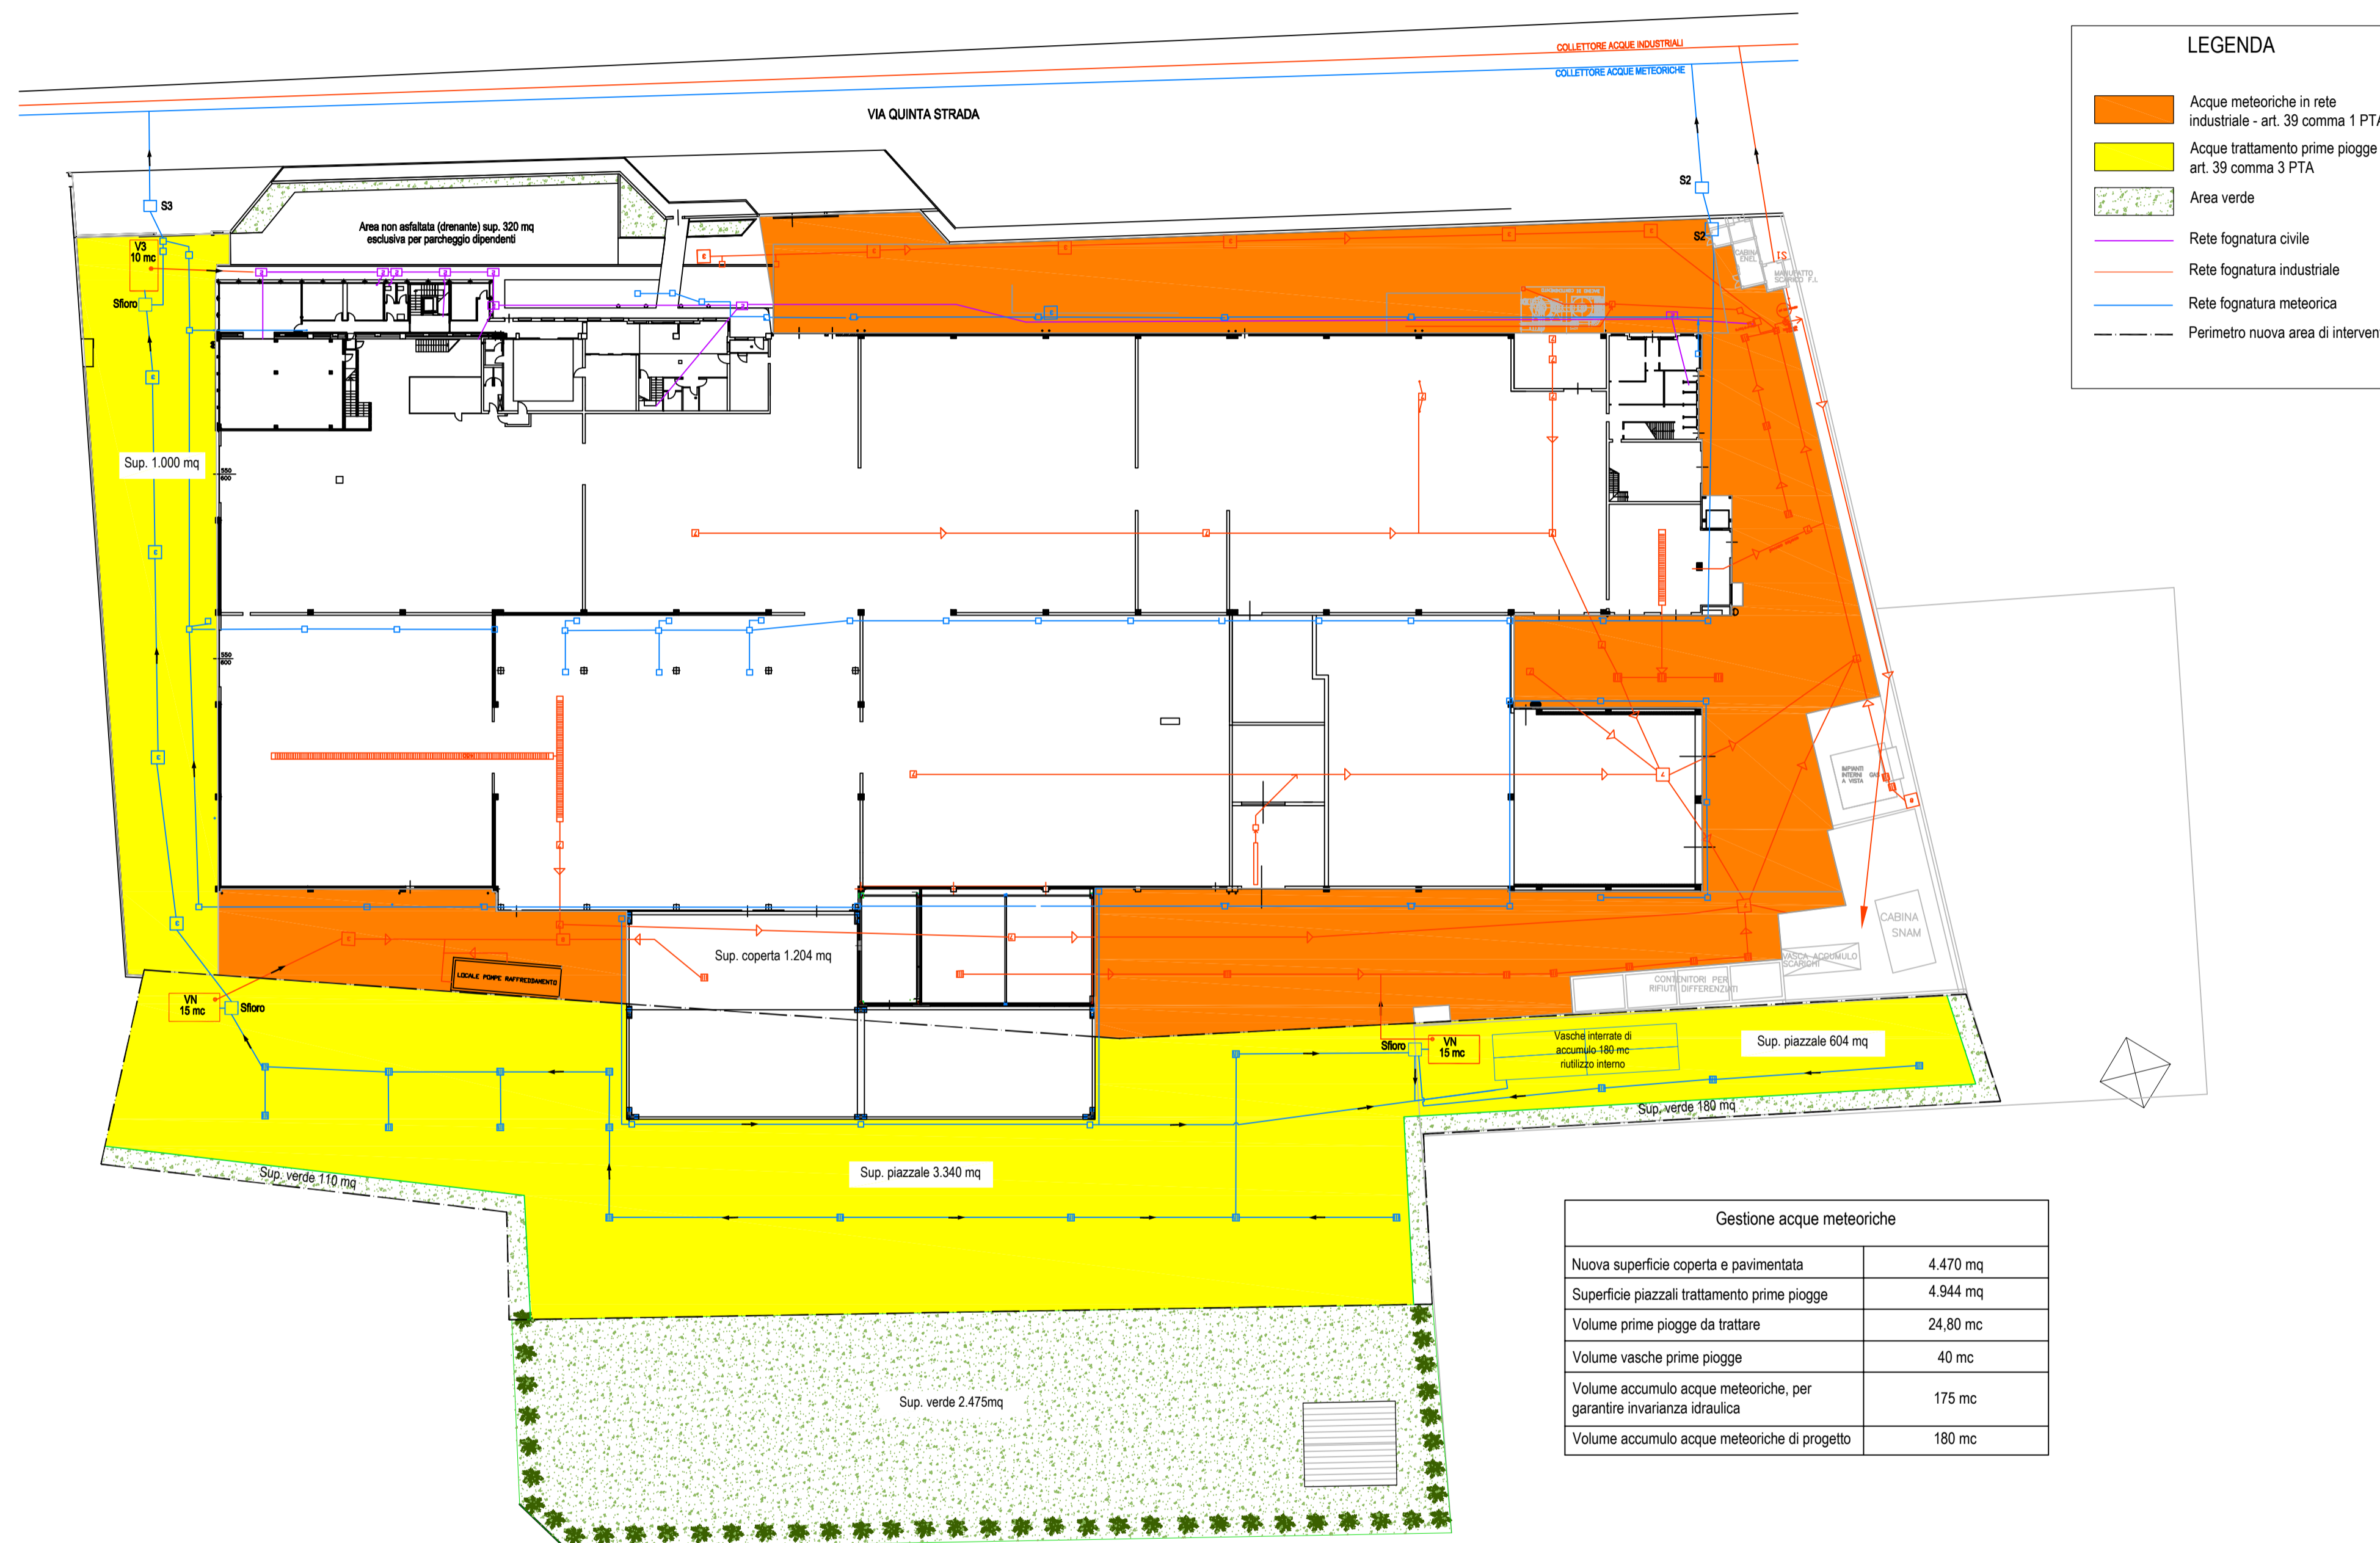 COLLETTORE ACQUE INDUSTRIALI
COLLETTORE ACQUE METEORICHE
VIA QUINTA STRADA
LEGENDA
Acque meteoriche in rete
industriale - art. 39 comma 1 PTA
Acque trattamento prime piogge
art. 39 comma 3 PTA
Area verde
Rete fognatura civile
Rete fognatura industriale
Rete fognatura meteorica
Perimetro nuova area di interven
S3
S2
S2
S1
Area non asfaltata (drenante) sup. 320 mq
esclusiva per parcheggio dipendenti
V3
10 mc
Sfioro
CABINA
ENEL
MANUFATTO
SCARICO F.I.
Sup. 1.000 mq
550
600
550
600
IMPIANTI
INTERNI GAS
A VISTA
CABINA
SNAM
VASCA ACCUMULO
SCARICHI
CONTENITORI PER
RIFIUTI DIFFERENZIATI
Sup. coperta 1.204 mq
LOCALE POMPE RAFFREDDAMENTO
VN
15 mc
Sfioro
Sfioro
VN
15 mc
Vasche interrate di
accumulo 180 mc
riutilizzo interno
Sup. piazzale 604 mq
Sup. verde 180 mq
Sup. verde 110 mq
Sup. piazzale 3.340 mq
Sup. verde 2.475mq
Gestione acque meteoriche
Nuova superficie coperta e pavimentata 4.470 mq
Superficie piazzali trattamento prime piogge 4.944 mq
Volume prime piogge da trattare 24,80 mc
Volume vasche prime piogge 40 mc
Volume accumulo acque meteoriche, per
garantire invarianza idraulica 175 mc
Volume accumulo acque meteoriche di progetto 180 mc